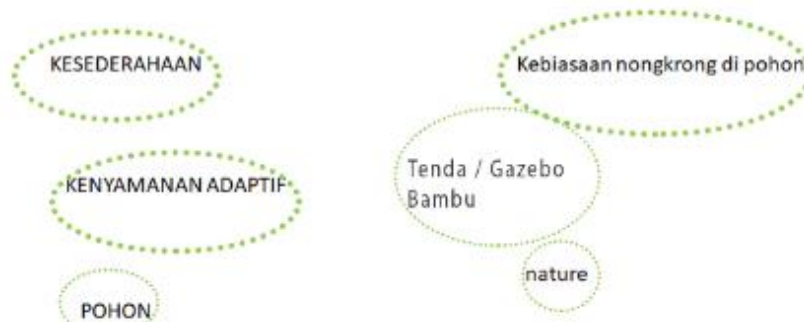 KESEDERAHAAN
Kebiasaan nongkrong di pohon
KENYAMANAN ADAPTIF
Tenda / Gazebo
Bambu
nature
POHON